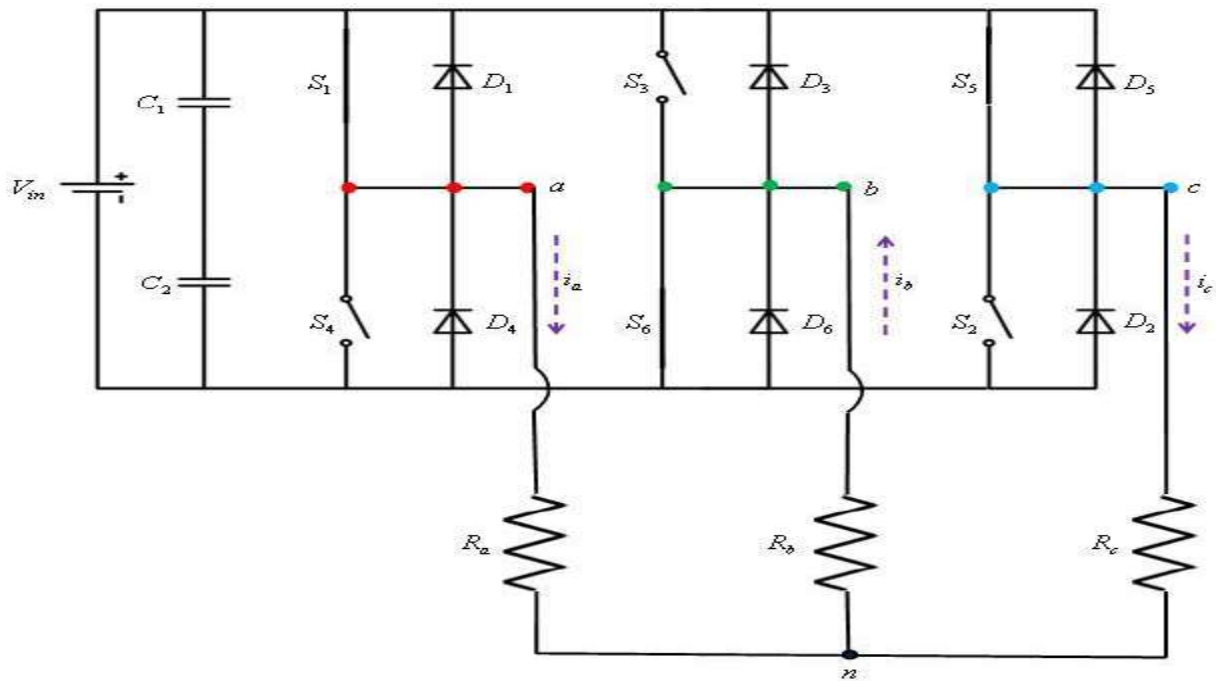 S1 D1 S3 D3 S5 D5
C1
Vin + - a b c
C2 ia ib ic
S4 D4 S6 D6 S2 D2
Ra Rb Rc
n